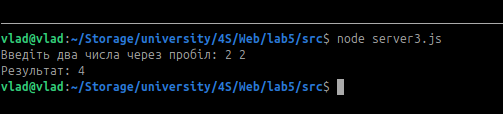 vlad@vlad:~/Storage/university/4S/Web/lab5/src$ node server3.js
Введіть два числа через пробіл: 2 2
Результат: 4
vlad@vlad:~/Storage/university/4S/Web/lab5/src$